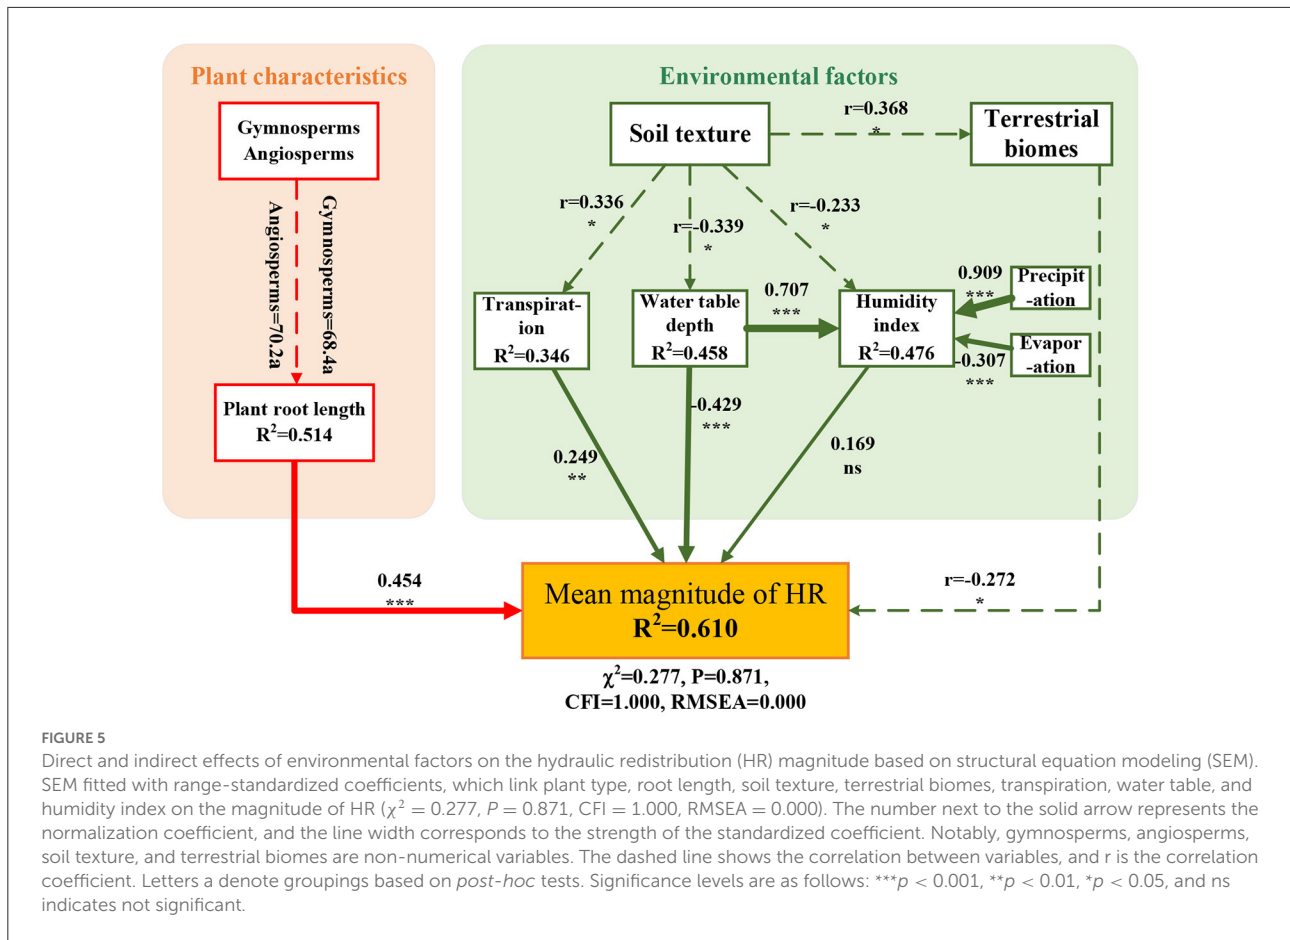 Plant characteristics
Gymnosperms
Angiosperms
Gymnosperms=68.4a
Angiosperms=70.2a
Plant root length
R²=0.514
0.454
***
Environmental factors
Soil texture
r=0.368
*
Terrestrial
biomes
r=0.336
*
r=-0.339
*
r=-0.233
*
Transpirat-
ion
R²=0.346
Water table
depth
R²=0.458
0.707
***
Humidity
index
R²=0.476
0.909
***
Precipit
-ation
-0.307
***
Evapor
-ation
0.249
**
-0.429
***
0.169
ns
r=-0.272
*
Mean magnitude of HR
R²=0.610
χ²=0.277, P=0.871,
CFI=1.000, RMSEA=0.000
FIGURE 5
Direct and indirect effects of environmental factors on the hydraulic redistribution (HR) magnitude based on structural equation modeling (SEM).
SEM fitted with range-standardized coefficients, which link plant type, root length, soil texture, terrestrial biomes, transpiration, water table, and
humidity index on the magnitude of HR (χ² = 0.277, P = 0.871, CFI = 1.000, RMSEA = 0.000). The number next to the solid arrow represents the
normalization coefficient, and the line width corresponds to the strength of the standardized coefficient. Notably, gymnosperms, angiosperms,
soil texture, and terrestrial biomes are non-numerical variables. The dashed line shows the correlation between variables, and r is the correlation
coefficient. Letters a denote groupings based on post-hoc tests. Significance levels are as follows: ***p < 0.001, **p < 0.01, *p < 0.05, and ns
indicates not significant.